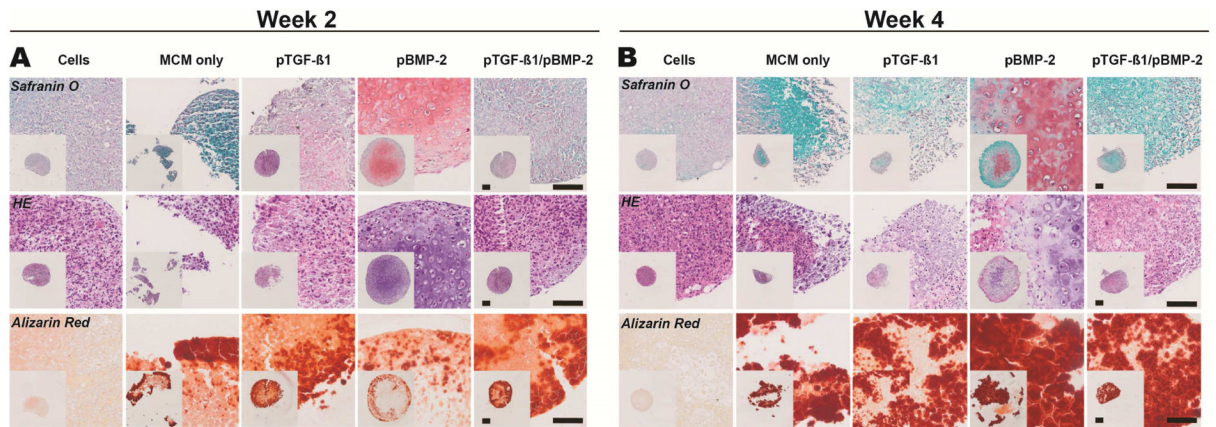 Week 2
Week 4
A
Cells
MCM only
pTGF-ß1
pBMP-2
pTGF-ß1/pBMP-2
B
Cells
MCM only
pTGF-ß1
pBMP-2
pTGF-ß1/pBMP-2
Safranin O
Safranin O
HE
HE
Alizarin Red
Alizarin Red